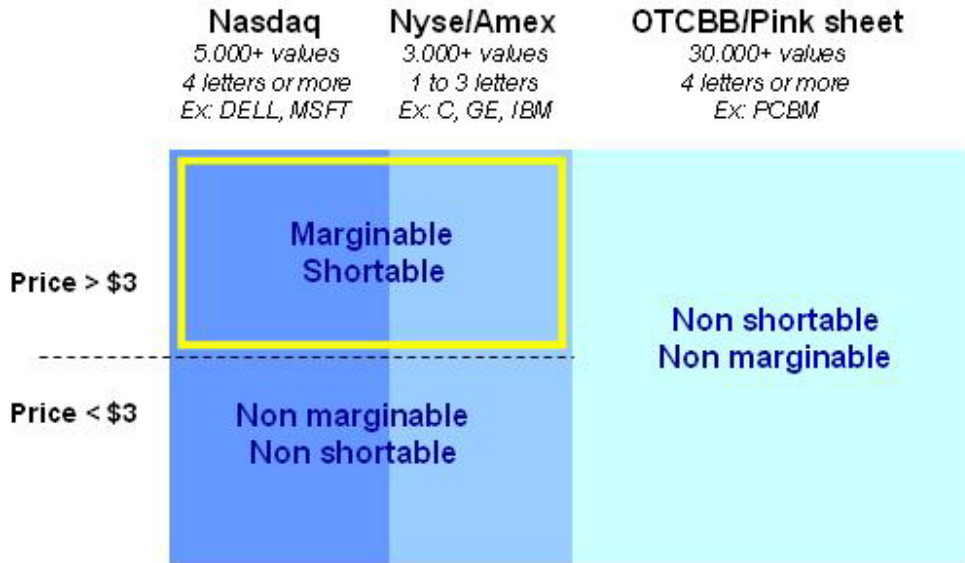 Nasdaq
5.000+ values
4 letters or more
Ex: DELL, MSFT
Nyse/Amex
3.000+ values
1 to 3 letters
Ex: C, GE, IBM
OTCBB/Pink sheet
30.000+ values
4 letters or more
Ex: PCBM
Price > $3
Marginable
Shortable
Non shortable
Non marginable
Price < $3
Non marginable
Non shortable